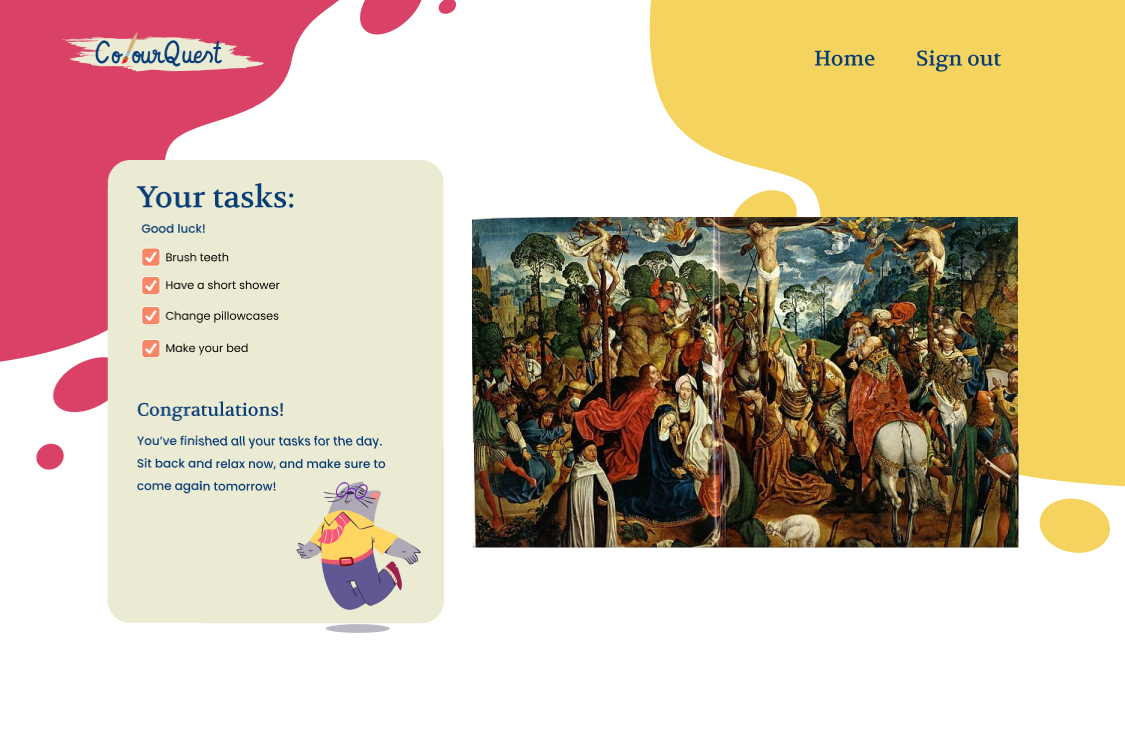 ColourQuest
Home
Sign out
Your tasks:
Good luck!
Brush teeth
Have a short shower
Change pillowcases
Make your bed
Congratulations!
You've finished all your tasks for the day.
Sit back and relax now, and make sure to
come again tomorrow!